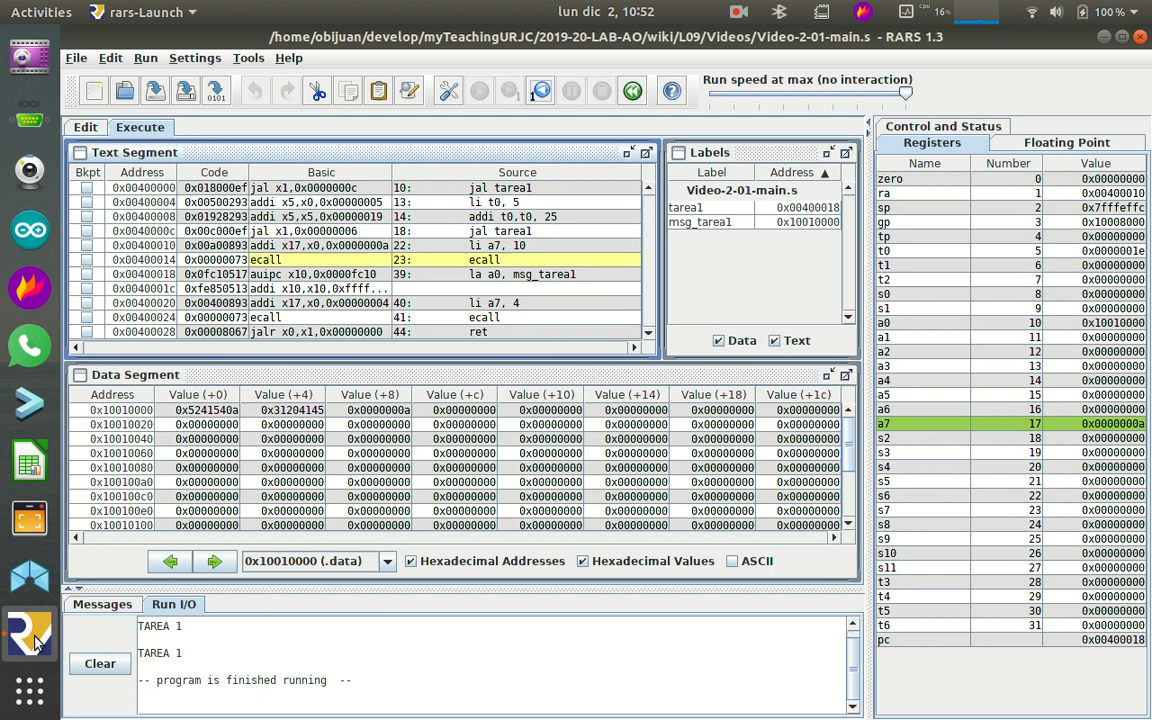 Activities rars-Launch lun dic 2, 10:52 cpu 16% 100 %
/home/obijuan/develop/myTeachingURJC/2019-20-LAB-AO/wiki/L09/Videos/Video-2-01-main.s - RARS 1.3
File Edit Run Settings Tools Help
Run speed at max (no interaction)
Edit Execute
Text Segment
Bkpt Address Code Basic Source
0x00400000 0x018000ef jal x1,0x0000000c 10: jal tarea1
0x00400004 0x00500293 addi x5,x0,0x00000005 13: li t0, 5
0x00400008 0x01928293 addi x5,x5,0x00000019 14: addi t0,t0, 25
0x0040000c 0x00c000ef jal x1,0x00000006 18: jal tarea1
0x00400010 0x00a00893 addi x17,x0,0x0000000a 22: li a7, 10
0x00400014 0x00000073 ecall 23: ecall
0x00400018 0x0fc10517 auipc x10,0x0000fc10 39: la a0, msg_tarea1
0x0040001c 0xfe850513 addi x10,x10,0xffff...
0x00400020 0x00400893 addi x17,x0,0x00000004 40: li a7, 4
0x00400024 0x00000073 ecall 41: ecall
0x00400028 0x00008067 jalr x0,x1,0x00000000 44: ret
Labels
Label Address ▲
Video-2-01-main.s
tarea1 0x00400018
msg_tarea1 0x10010000
Data Text
Data Segment
Address Value (+0) Value (+4) Value (+8) Value (+c) Value (+10) Value (+14) Value (+18) Value (+1c)
0x10010000 0x5241540a 0x31204145 0x0000000a 0x00000000 0x00000000 0x00000000 0x00000000 0x00000000
0x10010020 0x00000000 0x00000000 0x00000000 0x00000000 0x00000000 0x00000000 0x00000000 0x00000000
0x10010040 0x00000000 0x00000000 0x00000000 0x00000000 0x00000000 0x00000000 0x00000000 0x00000000
0x10010060 0x00000000 0x00000000 0x00000000 0x00000000 0x00000000 0x00000000 0x00000000 0x00000000
0x10010080 0x00000000 0x00000000 0x00000000 0x00000000 0x00000000 0x00000000 0x00000000 0x00000000
0x100100a0 0x00000000 0x00000000 0x00000000 0x00000000 0x00000000 0x00000000 0x00000000 0x00000000
0x100100c0 0x00000000 0x00000000 0x00000000 0x00000000 0x00000000 0x00000000 0x00000000 0x00000000
0x100100e0 0x00000000 0x00000000 0x00000000 0x00000000 0x00000000 0x00000000 0x00000000 0x00000000
0x10010100 0x00000000 0x00000000 0x00000000 0x00000000 0x00000000 0x00000000 0x00000000 0x00000000
0x10010000 (.data) Hexadecimal Addresses Hexadecimal Values ASCII
Messages Run I/O
Clear
TAREA 1
TAREA 1
-- program is finished running --
Control and Status
Registers Floating Point
Name Number Value
zero 0 0x00000000
ra 1 0x00400010
sp 2 0x7fffeffc
gp 3 0x10008000
tp 4 0x00000000
t0 5 0x0000001e
t1 6 0x00000000
t2 7 0x00000000
s0 8 0x00000000
s1 9 0x00000000
a0 10 0x10010000
a1 11 0x00000000
a2 12 0x00000000
a3 13 0x00000000
a4 14 0x00000000
a5 15 0x00000000
a6 16 0x00000000
a7 17 0x0000000a
s2 18 0x00000000
s3 19 0x00000000
s4 20 0x00000000
s5 21 0x00000000
s6 22 0x00000000
s7 23 0x00000000
s8 24 0x00000000
s9 25 0x00000000
s10 26 0x00000000
s11 27 0x00000000
t3 28 0x00000000
t4 29 0x00000000
t5 30 0x00000000
t6 31 0x00000000
pc 0x00400018